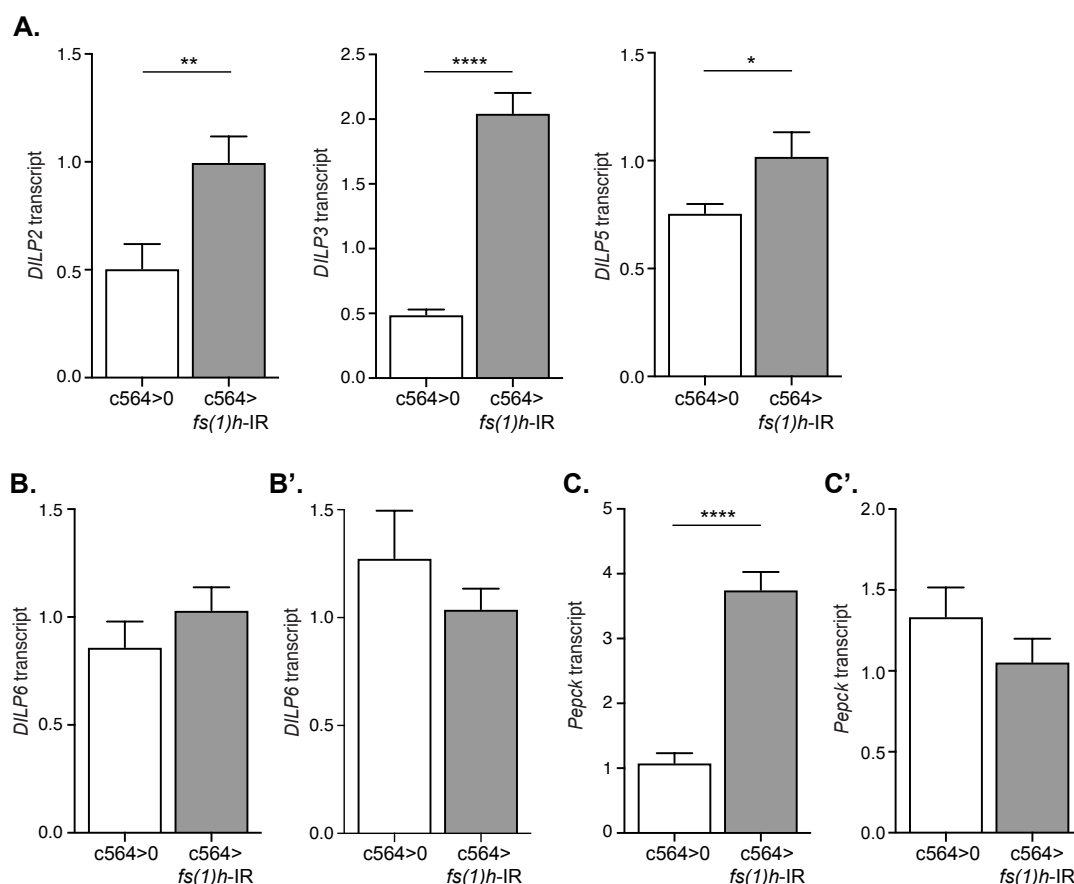 A.
DILP2 transcript
1.5
1.0
0.5
0.0
**
c564>0
c564>
fs(1)h-IR
DILP3 transcript
2.5
2.0
1.5
1.0
0.5
0.0
****
c564>0
c564>
fs(1)h-IR
DILP5 transcript
1.5
1.0
0.5
0.0
*
c564>0
c564>
fs(1)h-IR
B.
DILP6 transcript
1.5
1.0
0.5
0.0
c564>0
c564>
fs(1)h-IR
B’.
DILP6 transcript
1.5
1.0
0.5
0.0
c564>0
c564>
fs(1)h-IR
C.
Pepck transcript
5
4
3
2
1
0
****
c564>0
c564>
fs(1)h-IR
C’.
Pepck transcript
2.0
1.5
1.0
0.5
0.0
c564>0
c564>
fs(1)h-IR